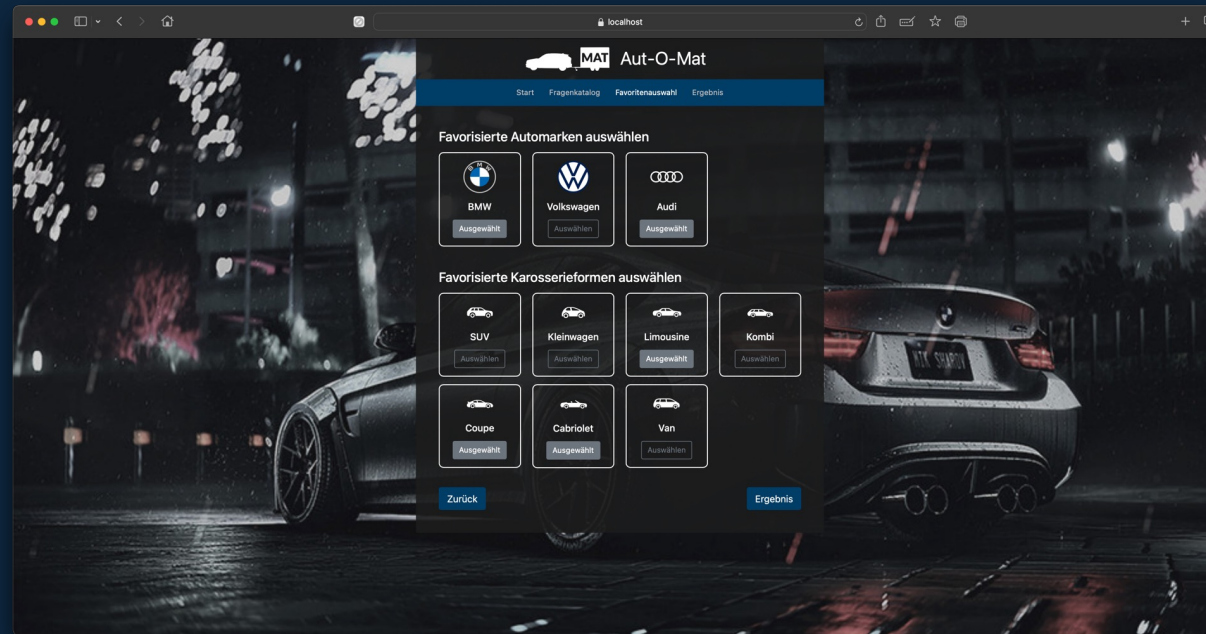 localhost
MAT Aut-O-Mat
Start Fragenkatalog Favoritenauswahl Ergebnis
Favorisierte Automarken auswählen
BMW Volkswagen Audi
Ausgewählt Auswählen Ausgewählt
Favorisierte Karosserieformen auswählen
SUV Kleinwagen Limousine Kombi
Auswählen Auswählen Ausgewählt Auswählen
Coupe Cabriolet Van
Ausgewählt Ausgewählt Auswählen
Zurück Ergebnis